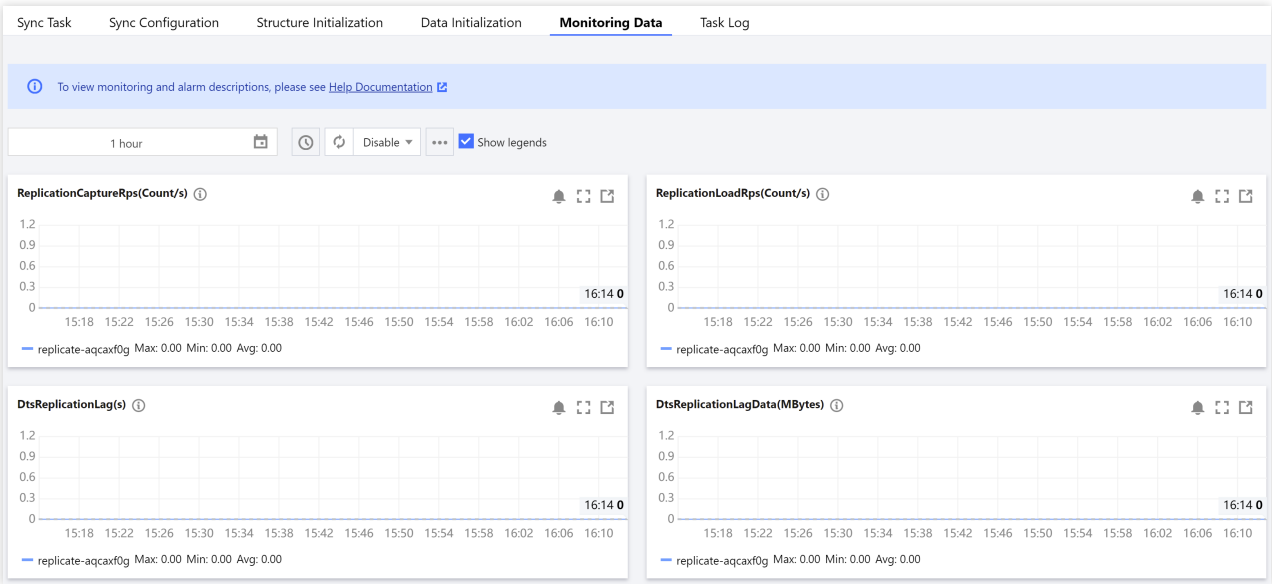 Sync Task Sync Configuration Structure Initialization Data Initialization Monitoring Data Task Log
To view monitoring and alarm descriptions, please see Help Documentation
1 hour Disable Show legends
ReplicationCaptureRps(Count/s)
1.2
0.9
0.6
0.3
16:14 0
0
15:18 15:22 15:26 15:30 15:34 15:38 15:42 15:46 15:50 15:54 15:58 16:02 16:06 16:10
replicate-aqcaxf0g Max: 0.00 Min: 0.00 Avg: 0.00
ReplicationLoadRps(Count/s)
1.2
0.9
0.6
0.3
16:14 0
0
15:18 15:22 15:26 15:30 15:34 15:38 15:42 15:46 15:50 15:54 15:58 16:02 16:06 16:10
replicate-aqcaxf0g Max: 0.00 Min: 0.00 Avg: 0.00
DtsReplicationLag(s)
1.2
0.9
0.6
0.3
16:14 0
0
15:18 15:22 15:26 15:30 15:34 15:38 15:42 15:46 15:50 15:54 15:58 16:02 16:06 16:10
replicate-aqcaxf0g Max: 0.00 Min: 0.00 Avg: 0.00
DtsReplicationLagData(MBytes)
1.2
0.9
0.6
0.3
16:14 0
0
15:18 15:22 15:26 15:30 15:34 15:38 15:42 15:46 15:50 15:54 15:58 16:02 16:06 16:10
replicate-aqcaxf0g Max: 0.00 Min: 0.00 Avg: 0.00